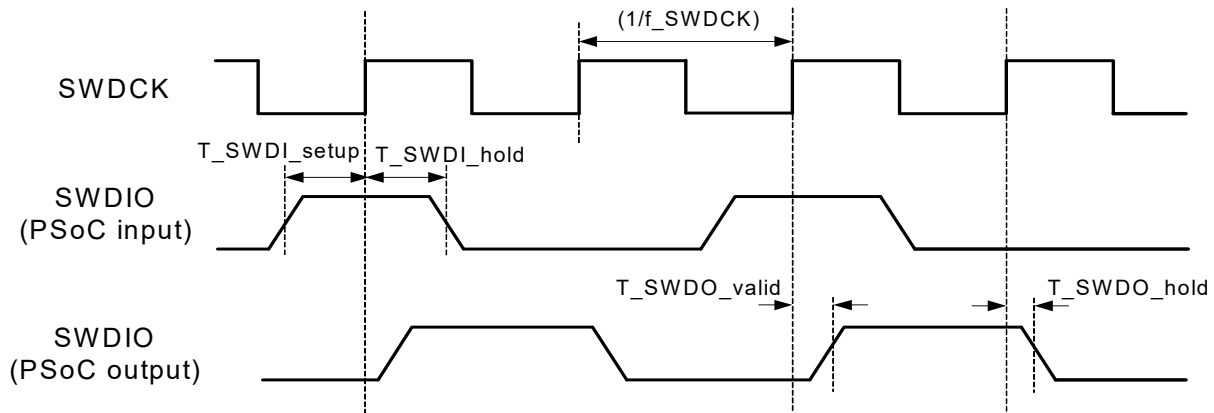 (1/f_SWDCK)
SWDCK
T_SWDI_setup
T_SWDI_hold
SWDIO
(PSoC input)
T_SWDO_valid
T_SWDO_hold
SWDIO
(PSoC output)